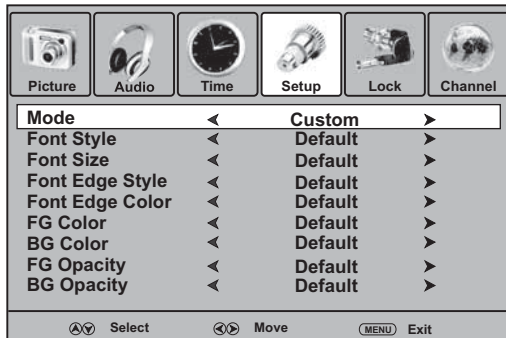 Picture Audio Time Setup Lock Channel
Mode Custom
Font Style Default
Font Size Default
Font Edge Style Default
Font Edge Color Default
FG Color Default
BG Color Default
FG Opacity Default
BG Opacity Default
Select Move MENU Exit